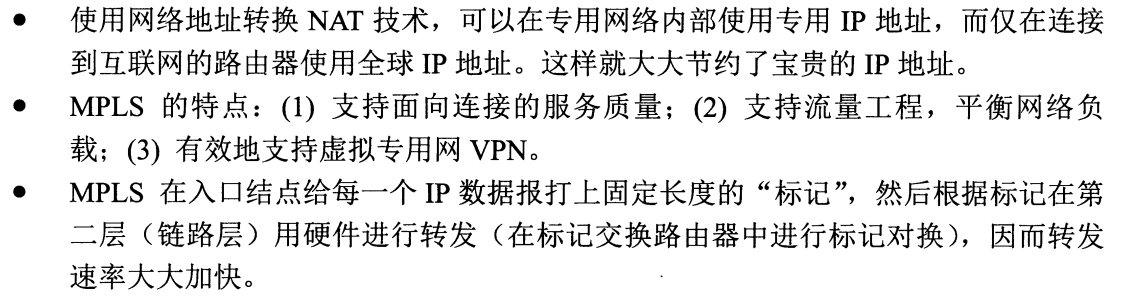 ● 使用网络地址转换 NAT 技术，可以在专用网络内部使用专用 IP 地址，而仅在连接
到互联网的路由器使用全球 IP 地址。这样就大大节约了宝贵的 IP 地址。
● MPLS 的特点：(1) 支持面向连接的服务质量；(2) 支持流量工程，平衡网络负
载；(3) 有效地支持虚拟专用网 VPN。
● MPLS 在入口结点给每一个 IP 数据报打上固定长度的“标记”，然后根据标记在第
二层（链路层）用硬件进行转发（在标记交换路由器中进行标记对换），因而转发
速率大大加快。